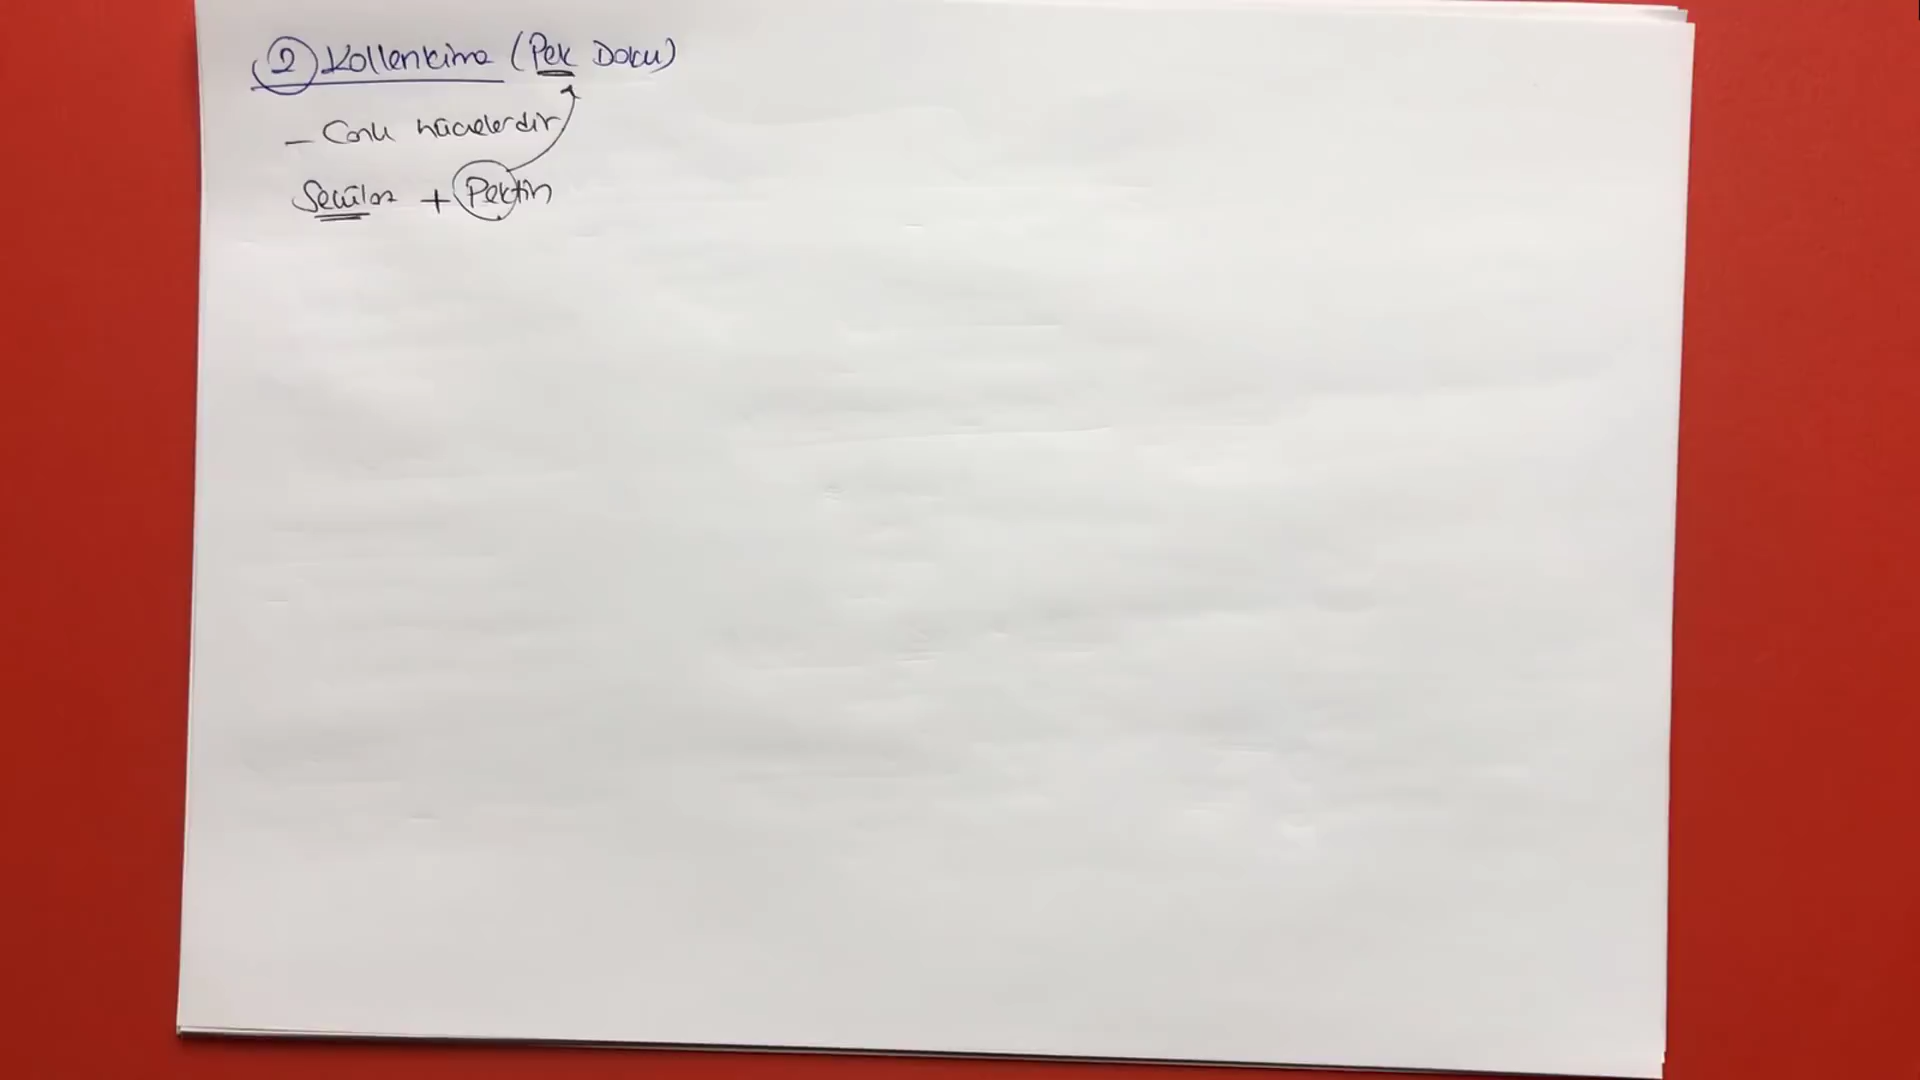 ② Kollenkima (Pek Doku)
- Canlı hücrelerdir
Selüloz + Pektin